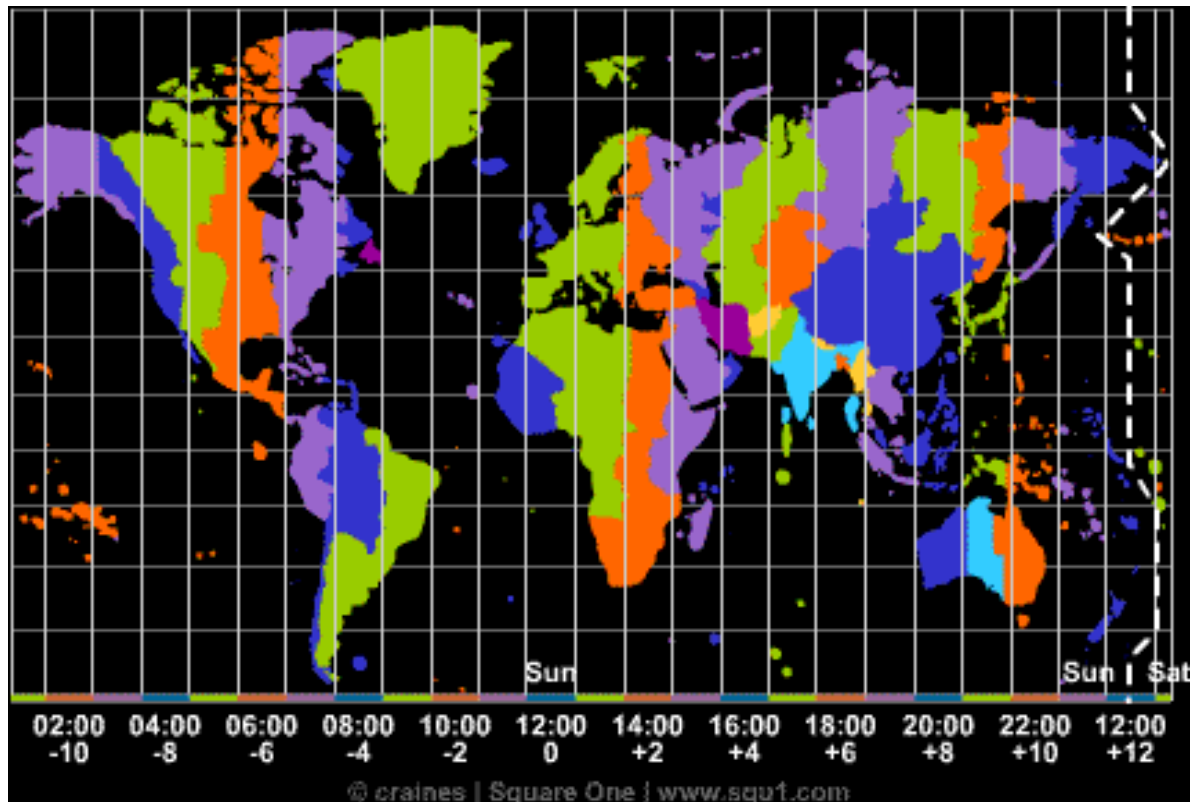 Sun Sun Sat
02:00 04:00 06:00 08:00 10:00 12:00 14:00 16:00 18:00 20:00 22:00 12:00
-10 -8 -6 -4 -2 0 +2 +4 +6 +8 +10 +12
© craines | Square One | www.squ1.com